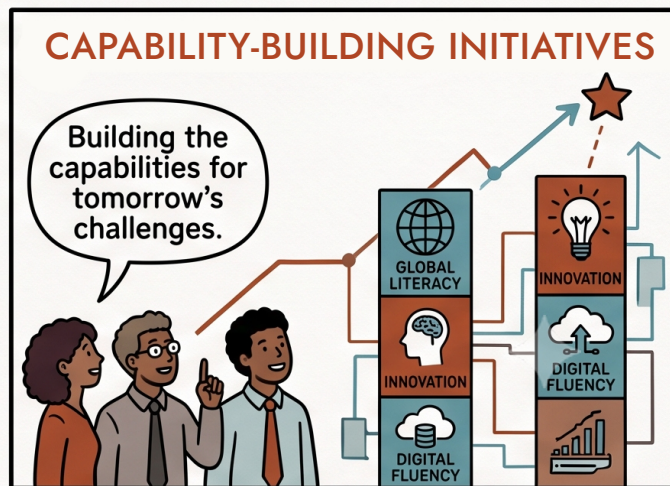 CAPABILITY-BUILDING INITIATIVES
Building the
capabilities for
tomorrow's
challenges.
GLOBAL
LITERACY
INNOVATION
DIGITAL
FLUENCY
INNOVATION
DIGITAL
FLUENCY